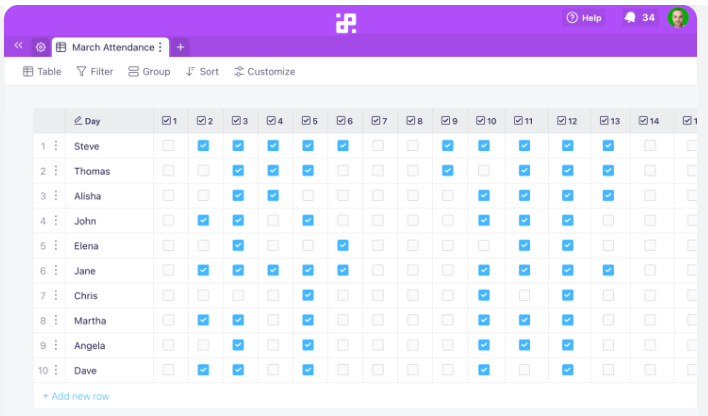 Help 34
March Attendance
Table Filter Group Sort Customize
Day 1 2 3 4 5 6 7 8 9 10 11 12 13 14
1 Steve
2 Thomas
3 Alisha
4 John
5 Elena
6 Jane
7 Chris
8 Martha
9 Angela
10 Dave
+ Add new row